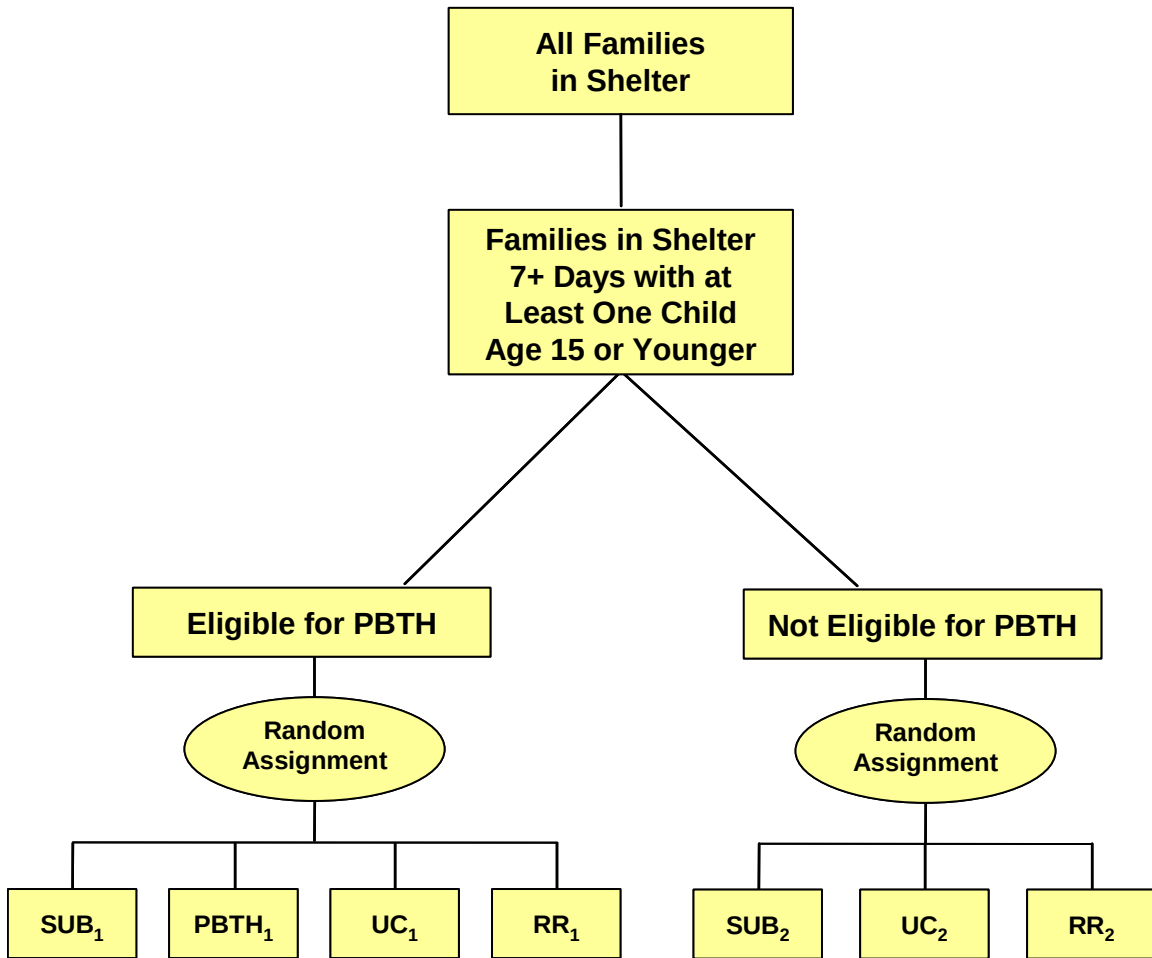 All Families
in Shelter
Families in Shelter
7+ Days with at
Least One Child
Age 15 or Younger
Eligible for PBTH
Not Eligible for PBTH
Random
Assignment
Random
Assignment
SUB₁ PBTH₁ UC₁ RR₁ SUB₂ UC₂ RR₂